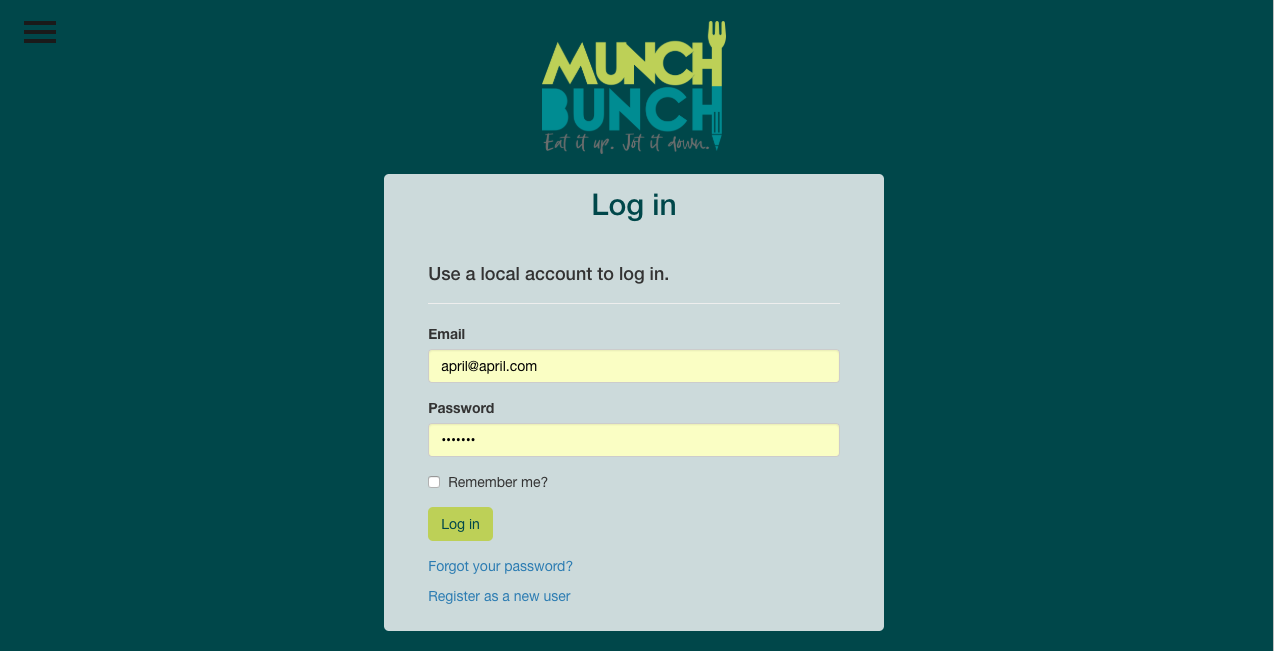 MUNCH
BUNCH
Eat it up. Jot it down.
Log in
Use a local account to log in.
Email
april@april.com
Password
•••••••
Remember me?
Log in
Forgot your password?
Register as a new user